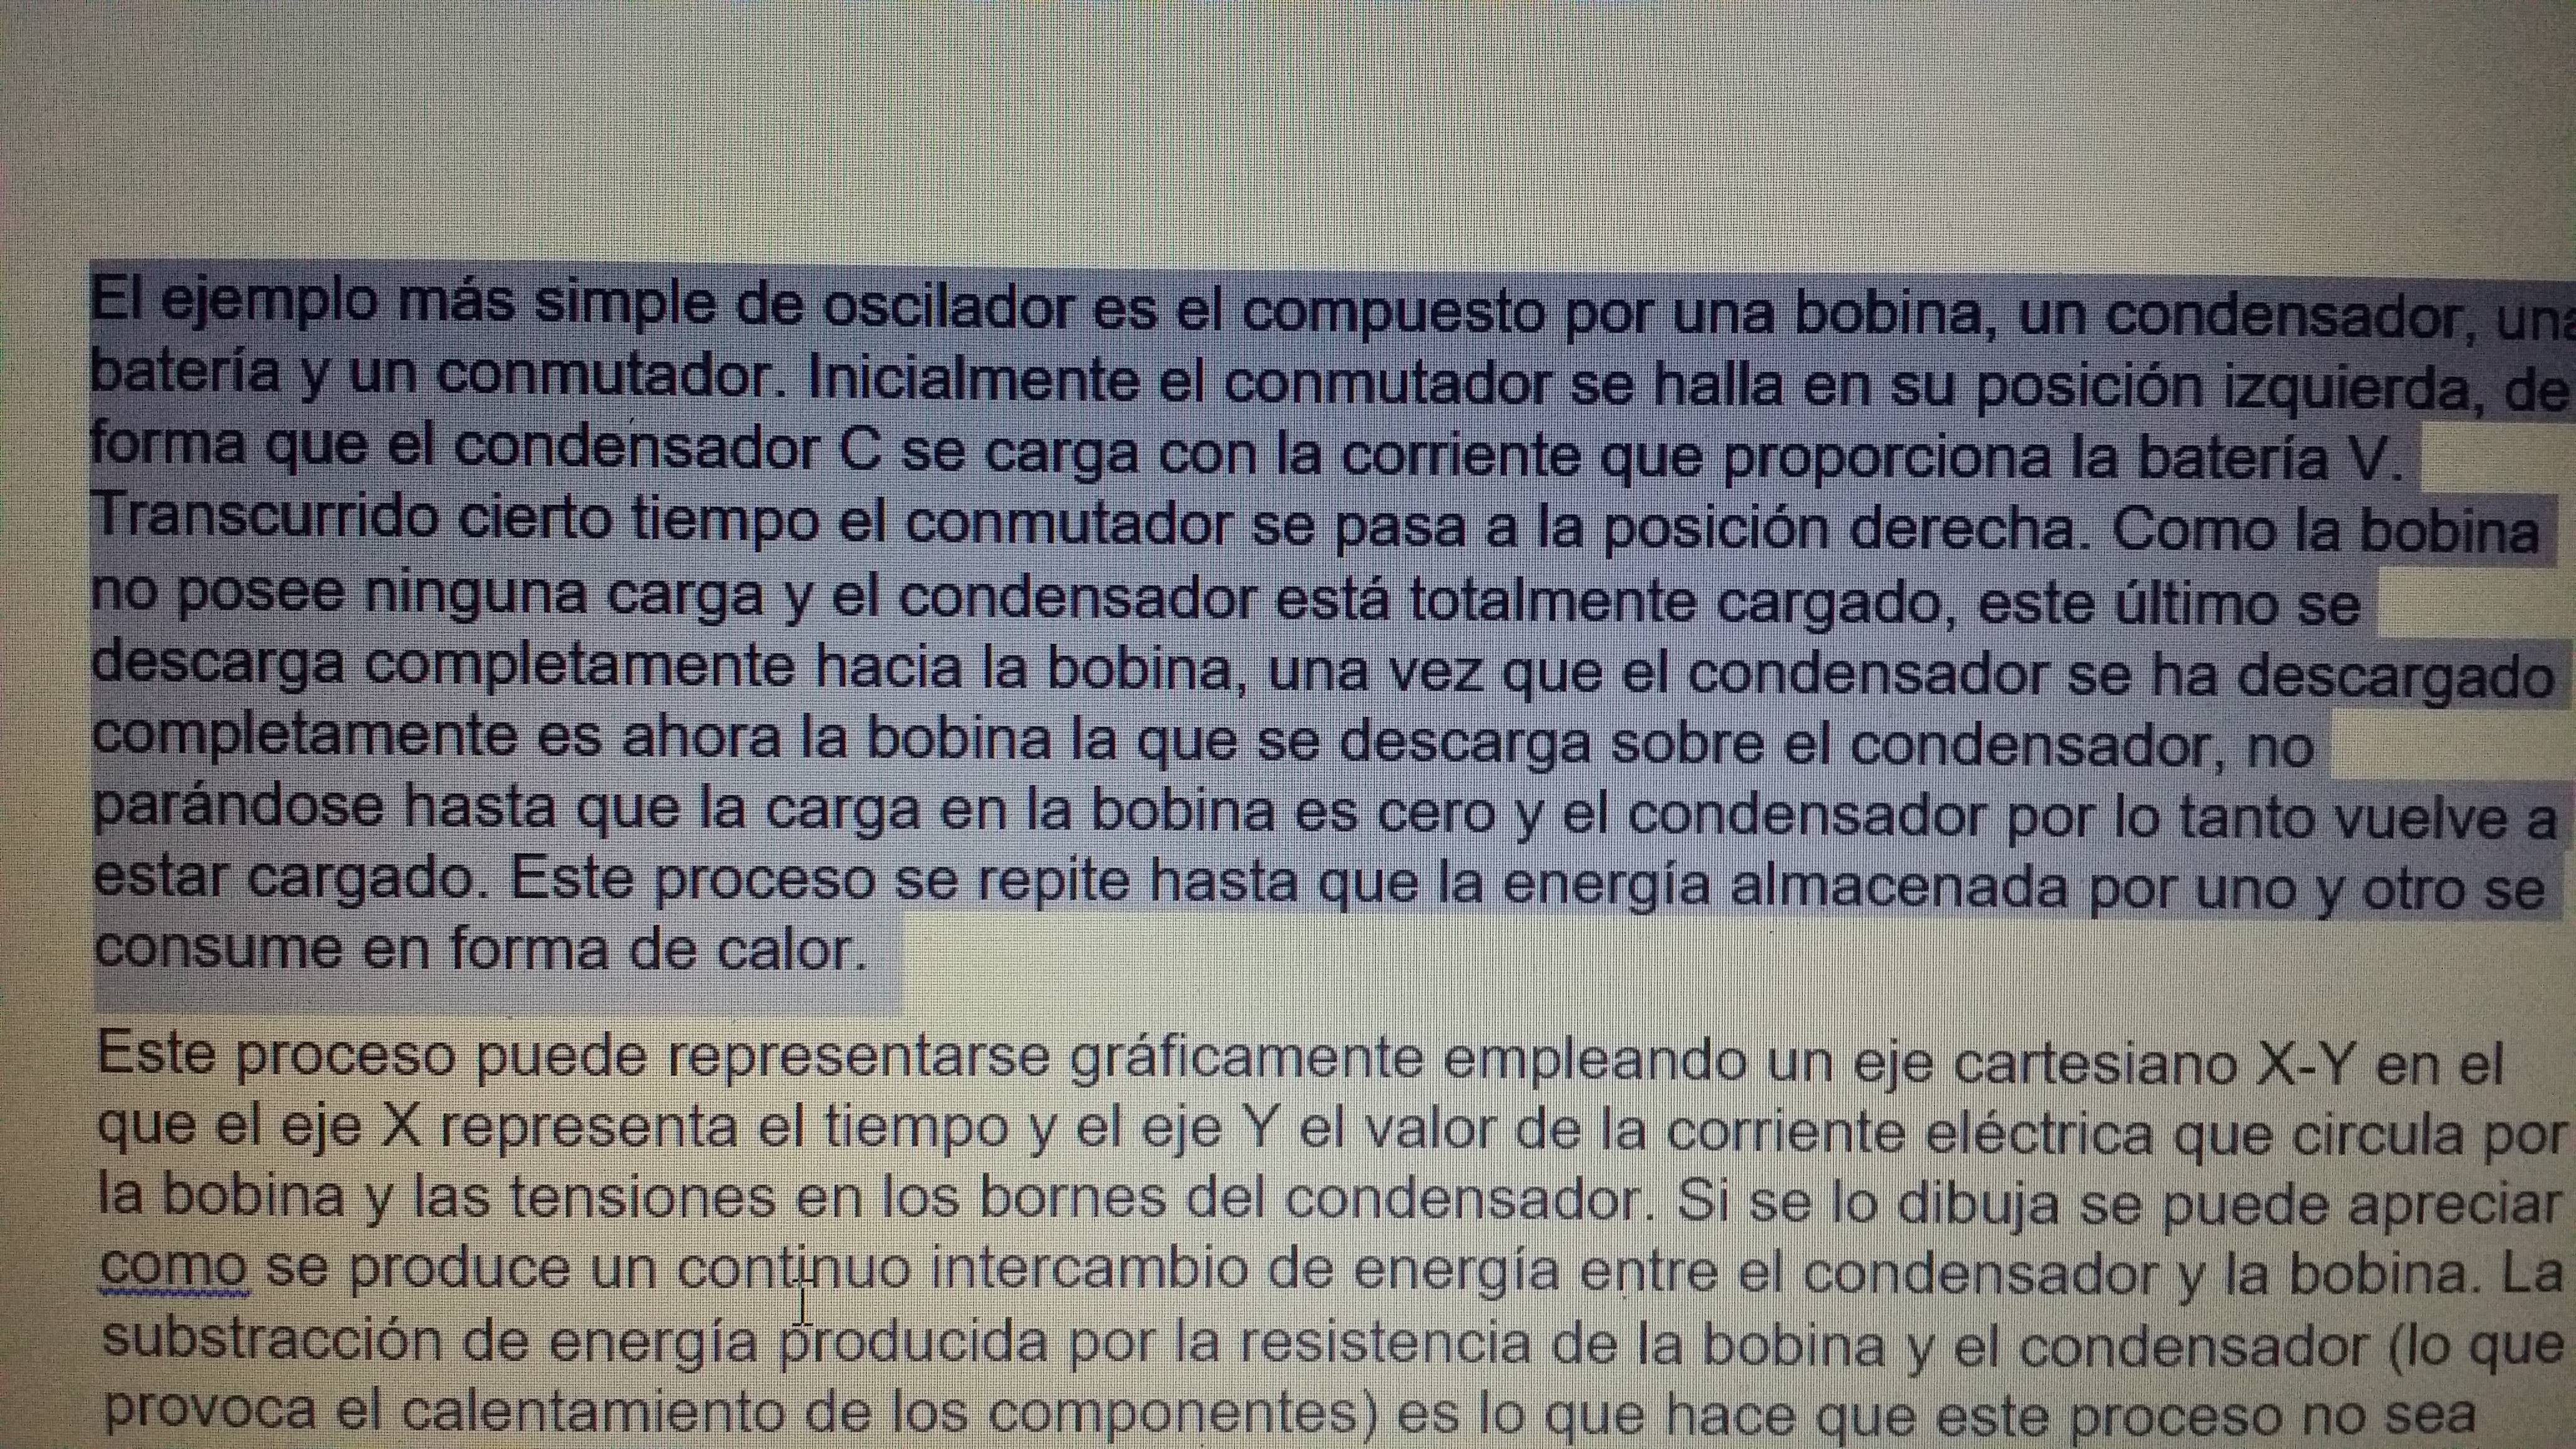 El ejemplo más simple de oscilador es el compuesto por una bobina, un condensador, una
batería y un conmutador. Inicialmente el conmutador se halla en su posición izquierda, de
forma que el condensador C se carga con la corriente que proporciona la batería V.
Transcurrido cierto tiempo el conmutador se pasa a la posición derecha. Como la bobina
no posee ninguna carga y el condensador está totalmente cargado, este último se
descarga completamente hacia la bobina, una vez que el condensador se ha descargado
completamente es ahora la bobina la que se descarga sobre el condensador, no
parándose hasta que la carga en la bobina es cero y el condensador por lo tanto vuelve a
estar cargado. Este proceso se repite hasta que la energía almacenada por uno y otro se
consume en forma de calor.
Este proceso puede representarse gráficamente empleando un eje cartesiano X-Y en el
que el eje X representa el tiempo y el eje Y el valor de la corriente eléctrica que circula por
la bobina y las tensiones en los bornes del condensador. Si se lo dibuja se puede apreciar
como se produce un continuo intercambio de energía entre el condensador y la bobina. La
substracción de energía producida por la resistencia de la bobina y el condensador (lo que
provoca el calentamiento de los componentes) es lo que hace que este proceso no sea